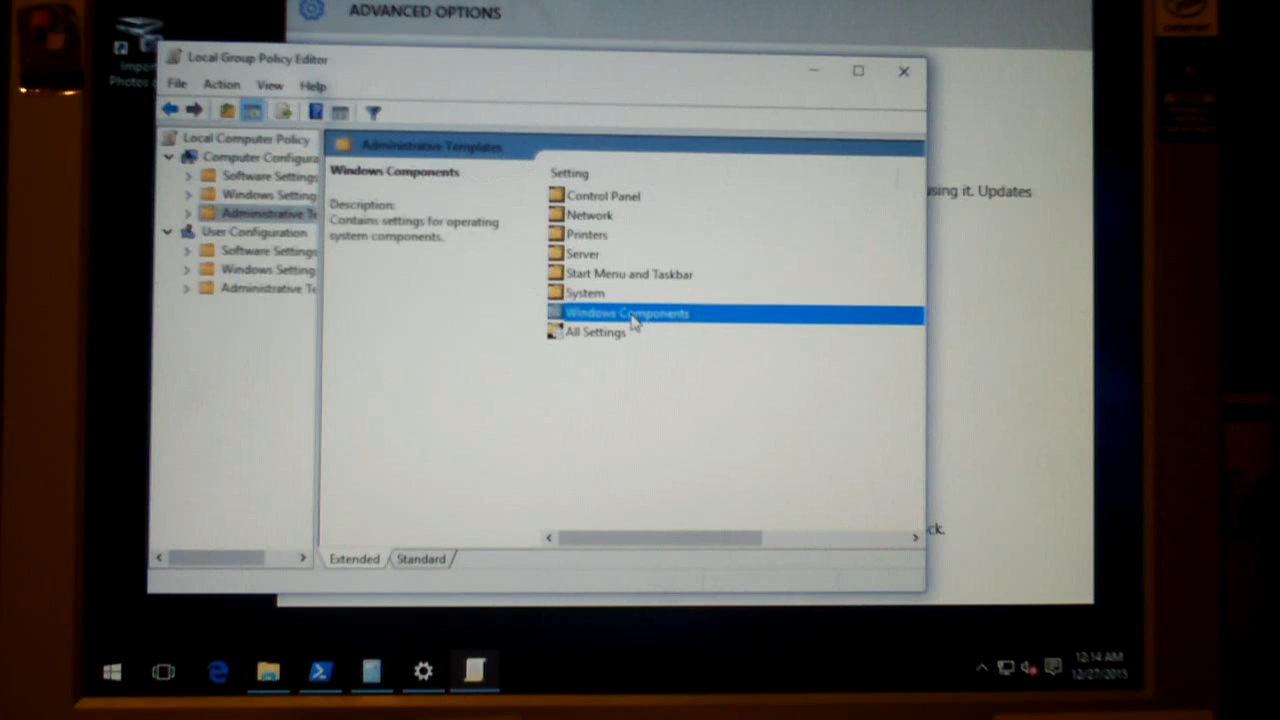 ADVANCED OPTIONS
Photos
Local Group Policy Editor
File Action View Help
Local Computer Policy
Computer Configura
Software Settings
Windows Setting
Administrative Te
User Configuration
Software Settings
Windows Setting
Administrative Te
Administrative Templates
Windows Components
Description:
Contains settings for operating
system components.
Setting
Control Panel
Network
Printers
Server
Start Menu and Taskbar
System
Windows Components
All Settings
Extended Standard
using it. Updates
ck.
12:14 AM
12/27/2015